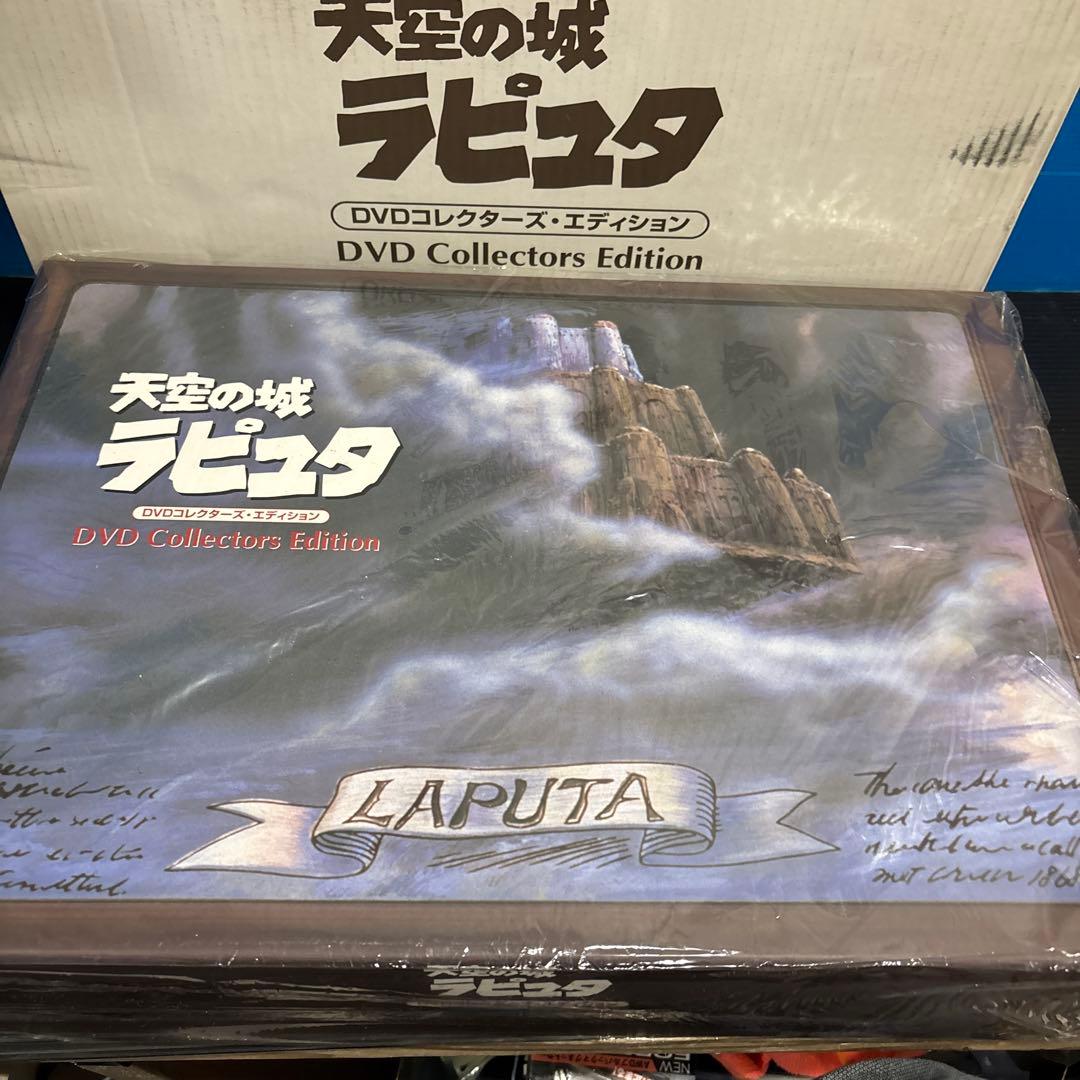 天空の城
ラピュタ
DVDコレクターズ・エディション
DVD Collectors Edition
天空の城
ラピュタ
DVDコレクターズ・エディション
DVD Collectors Edition
LAPUTA
天空の城
ラピュタ
NEW